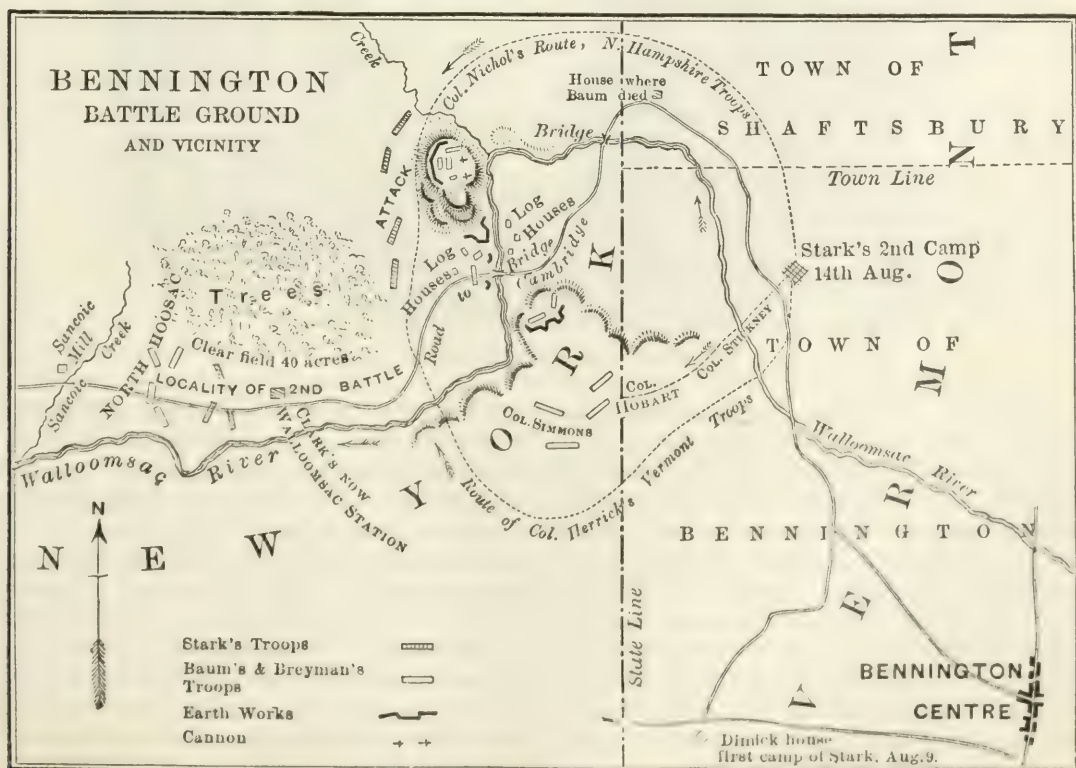 BENNINGTON
BATTLE GROUND
AND VICINITY
Creek
Col. Nichol's Route, N. Hampshire Troops
House where
Baum died
Bridge
TOWN OF
SHAFTSBURY
Town Line
ATTACK
Log
Houses
Log
Houses
Bridge
Road to Cambridge
Stark's 2nd Camp
14th Aug.
Trees
Clear field 40 acres
NORTH HOOSAC
Sancoic
Mill
Sancoic Creek
LOCALITY OF 2ND BATTLE
COL. STICKNEY
COL.
HOBART
COL. SIMMONS
TOWN OF
BENNINGTON
Walloomsac River
CLARK'S NOW
WALLOOMSAC STATION
Route of Col. Herrick's Vermont Troops
Walloomsac River
N
NEW YORK
VERMONT
State Line
Stark's Troops
Baum's & Breyman's
Troops
Earth Works
Cannon
BENNINGTON
CENTRE
Dimick house
first camp of Stark, Aug. 9.